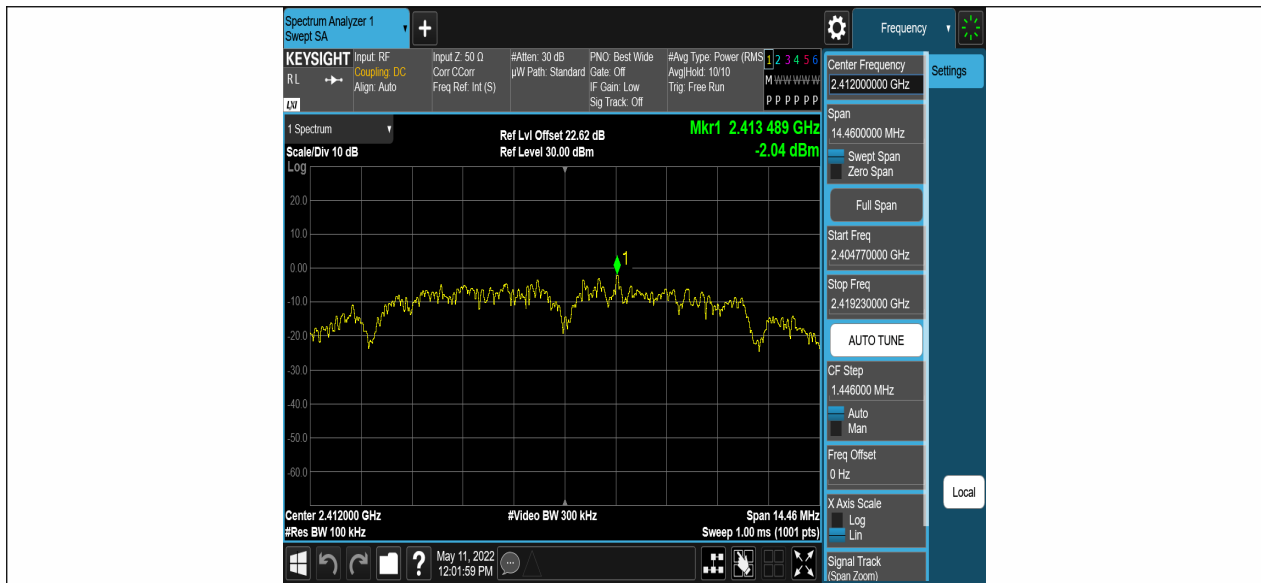 Spectrum Analyzer 1
Swept SA
Frequency
KEYSIGHT
RL
LXI
Input: RF
Coupling: DC
Align: Auto
Input Z: 50 Ω
Corr CCorr
Freq Ref: Int (S)
#Atten: 30 dB
µW Path: Standard
PNO: Best Wide
Gate: Off
IF Gain: Low
Sig Track: Off
#Avg Type: Power (RMS
Avg|Hold: 10/10
Trig: Free Run
1 2 3 4 5 6
M W W W W W
P P P P P P
1 Spectrum
Scale/Div 10 dB
Ref Lvl Offset 22.62 dB
Ref Level 30.00 dBm
Mkr1 2.413 489 GHz
-2.04 dBm
Log
20.0
10.0
0.00
-10.0
-20.0
-30.0
-40.0
-50.0
-60.0
1
Center 2.412000 GHz
#Res BW 100 kHz
#Video BW 300 kHz
Span 14.46 MHz
Sweep 1.00 ms (1001 pts)
May 11, 2022
12:01:59 PM
Center Frequency
2.412000000 GHz
Span
14.4600000 MHz
Swept Span
Zero Span
Full Span
Start Freq
2.404770000 GHz
Stop Freq
2.419230000 GHz
AUTO TUNE
CF Step
1.446000 MHz
Auto
Man
Freq Offset
0 Hz
X Axis Scale
Log
Lin
Signal Track
(Span Zoom)
Settings
Local